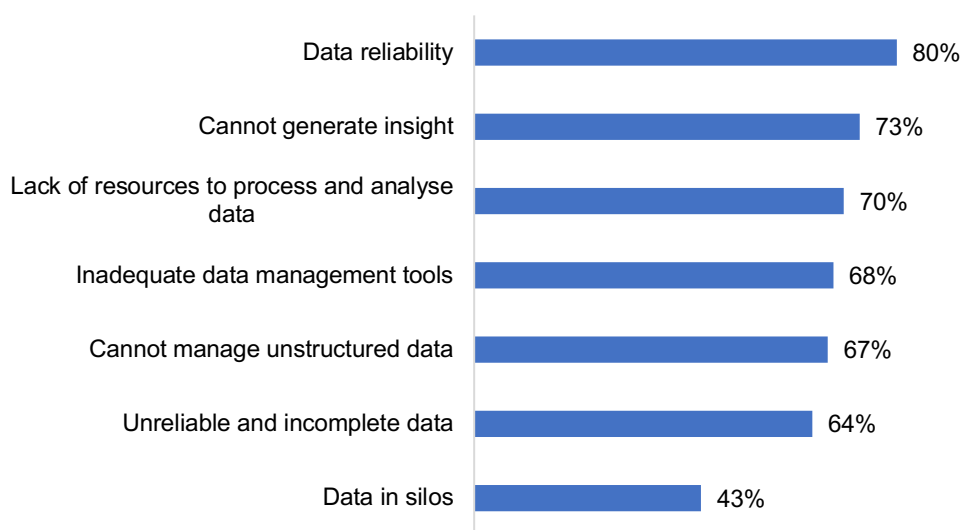 Data reliability 80%
Cannot generate insight 73%
Lack of resources to process and analyse
data 70%
Inadequate data management tools 68%
Cannot manage unstructured data 67%
Unreliable and incomplete data 64%
Data in silos 43%